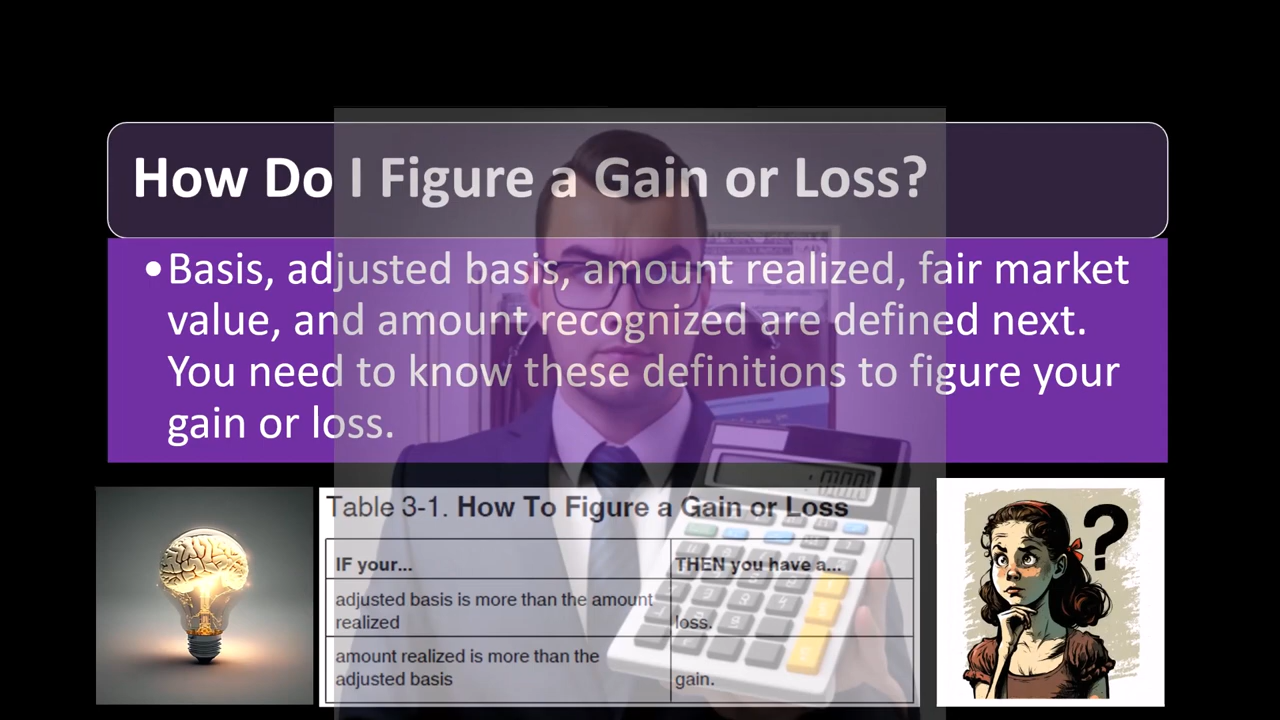 How Do I Figure a Gain or Loss?
•Basis, adjusted basis, amount realized, fair market
value, and amount recognized are defined next.
You need to know these definitions to figure your
gain or loss.
Table 3-1. How To Figure a Gain or Loss
IF your... THEN you have a...
adjusted basis is more than the amount
realized loss.
amount realized is more than the
adjusted basis gain.
?